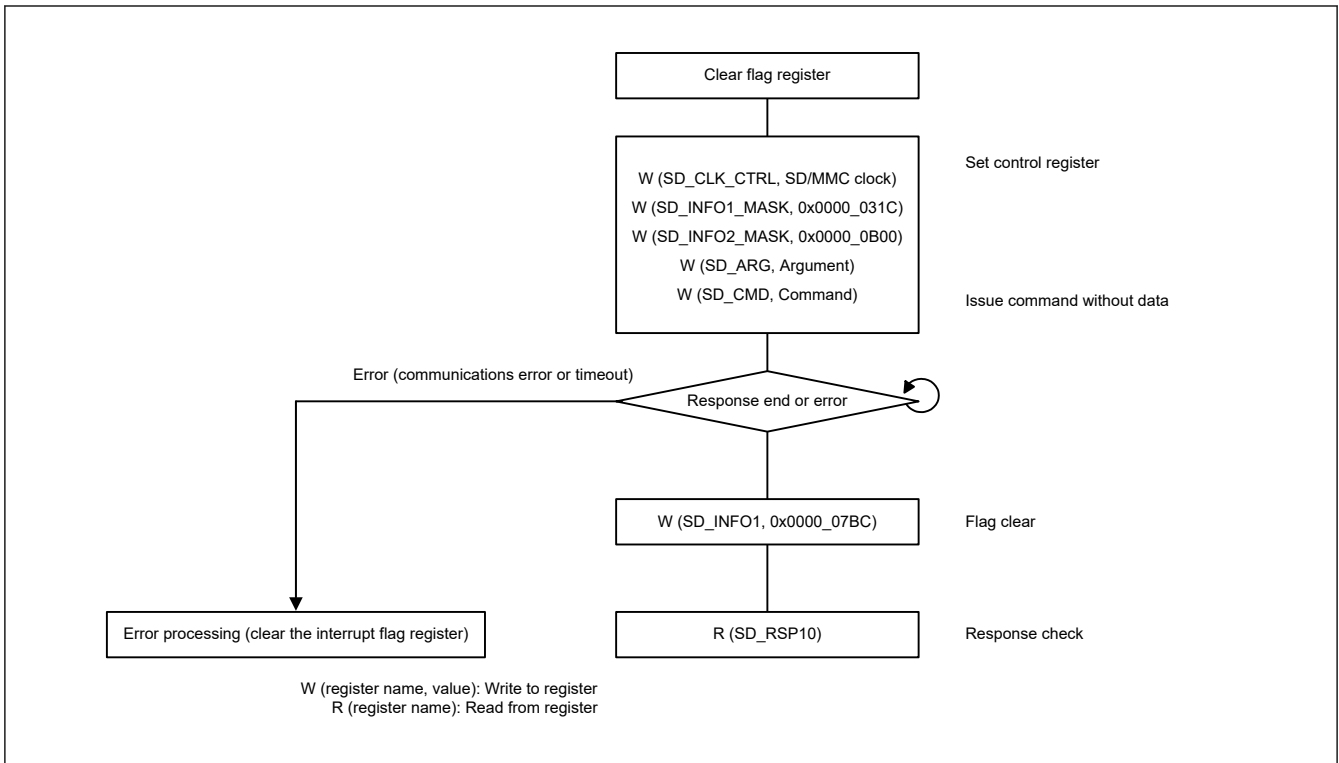 Clear flag register
Set control register
W (SD_CLK_CTRL, SD/MMC clock)
W (SD_INFO1_MASK, 0x0000_031C)
W (SD_INFO2_MASK, 0x0000_0B00)
W (SD_ARG, Argument)
W (SD_CMD, Command)
Issue command without data
Error (communications error or timeout)
Response end or error
W (SD_INFO1, 0x0000_07BC)
Flag clear
Error processing (clear the interrupt flag register)
R (SD_RSP10)
Response check
W (register name, value): Write to register
R (register name): Read from register